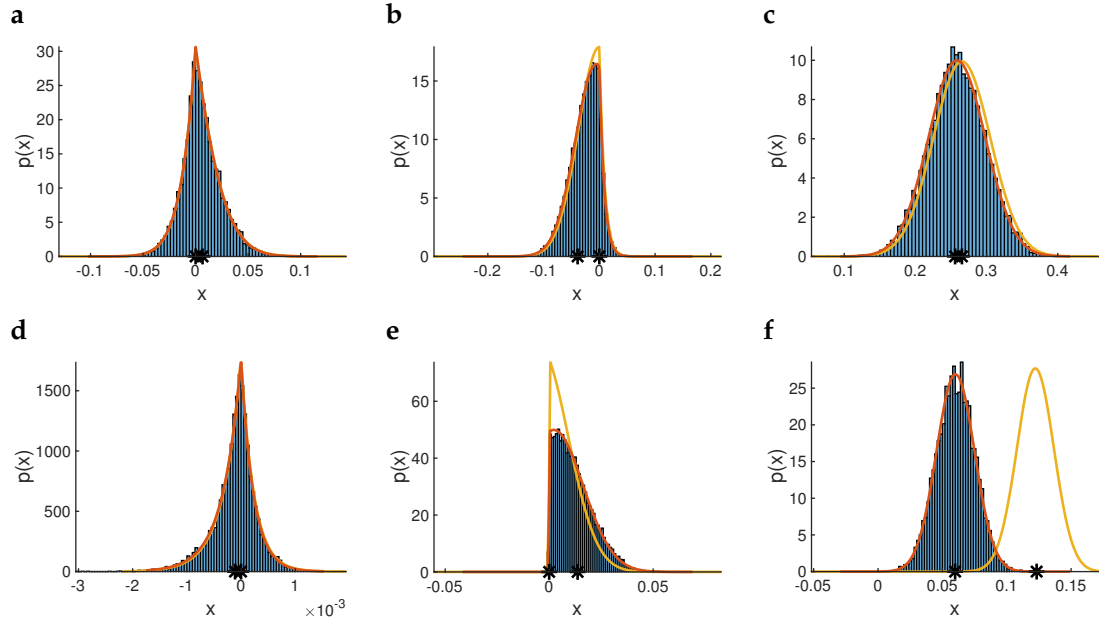 a
30
25
20
15
10
5
0
p(x)
-0.1 -0.05 0 0.05 0.1
x
b
15
10
5
0
p(x)
-0.2 -0.1 0 0.1 0.2
x
c
10
8
6
4
2
0
p(x)
0.1 0.2 0.3 0.4
x
d
1500
1000
500
0
p(x)
-3 -2 -1 0 1
x
×10⁻³
e
60
40
20
0
p(x)
-0.05 0 0.05
x
f
25
20
15
10
5
0
p(x)
-0.05 0 0.05 0.1 0.15
x